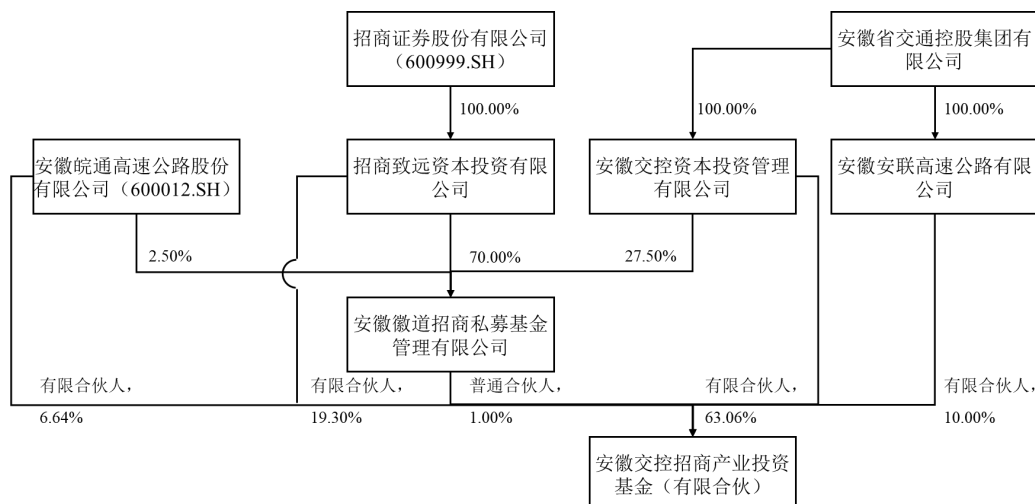 招商证券股份有限公司
（600999.SH）
安徽省交通控股集团有
限公司
100.00%
100.00%
100.00%
安徽皖通高速公路股份
有限公司（600012.SH）
招商致远资本投资有限
公司
安徽交控资本投资管理
有限公司
安徽安联高速公路有限
公司
2.50%
70.00%
27.50%
安徽徽道招商私募基金
管理有限公司
有限合伙人，
6.64%
有限合伙人，
19.30%
普通合伙人，
1.00%
有限合伙人，
63.06%
有限合伙人，
10.00%
安徽交控招商产业投资
基金（有限合伙）